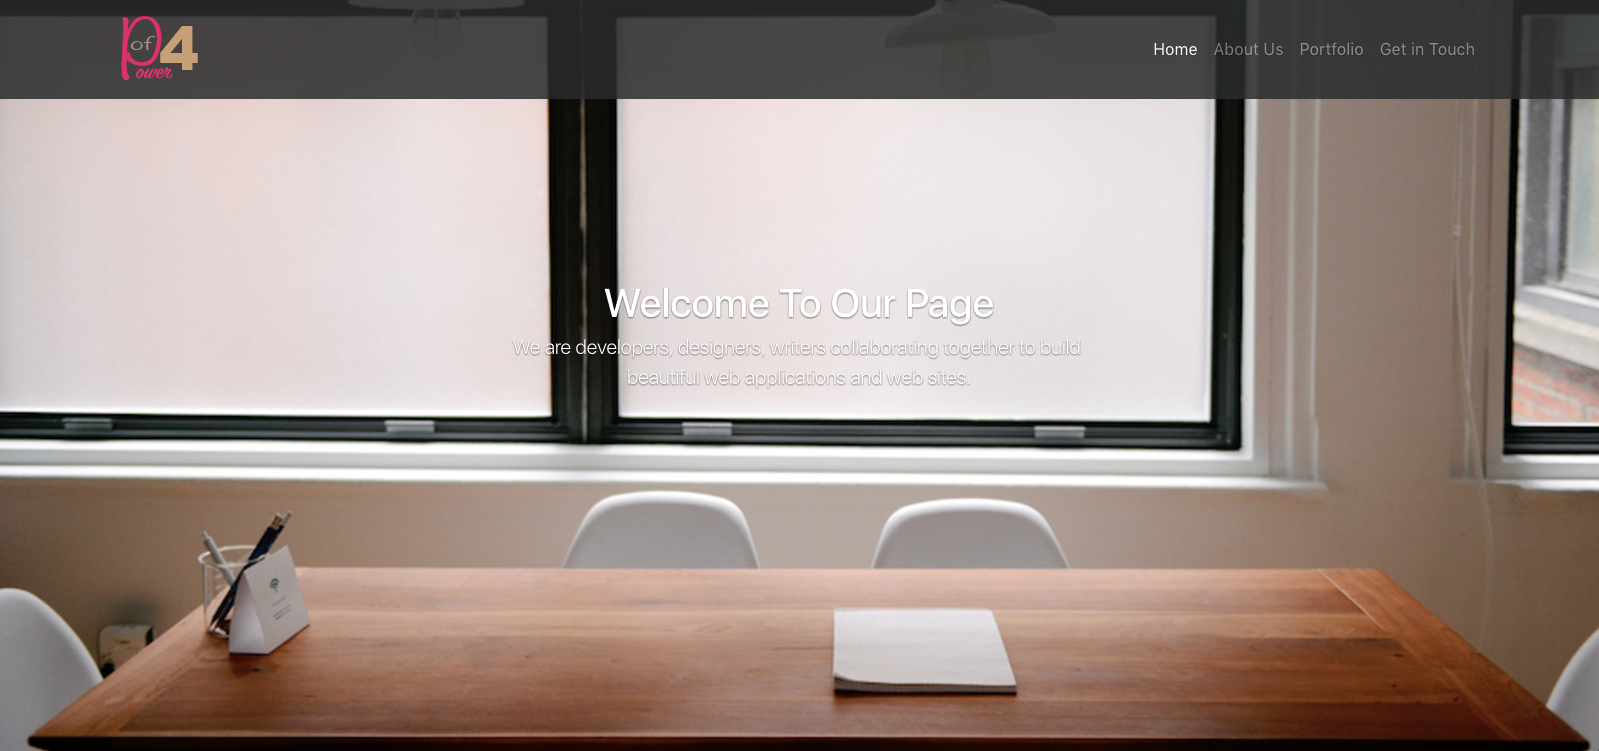 Power of 4
Home About Us Portfolio Get in Touch
Welcome To Our Page
We are developers, designers, writers collaborating together to build
beautiful web applications and web sites.